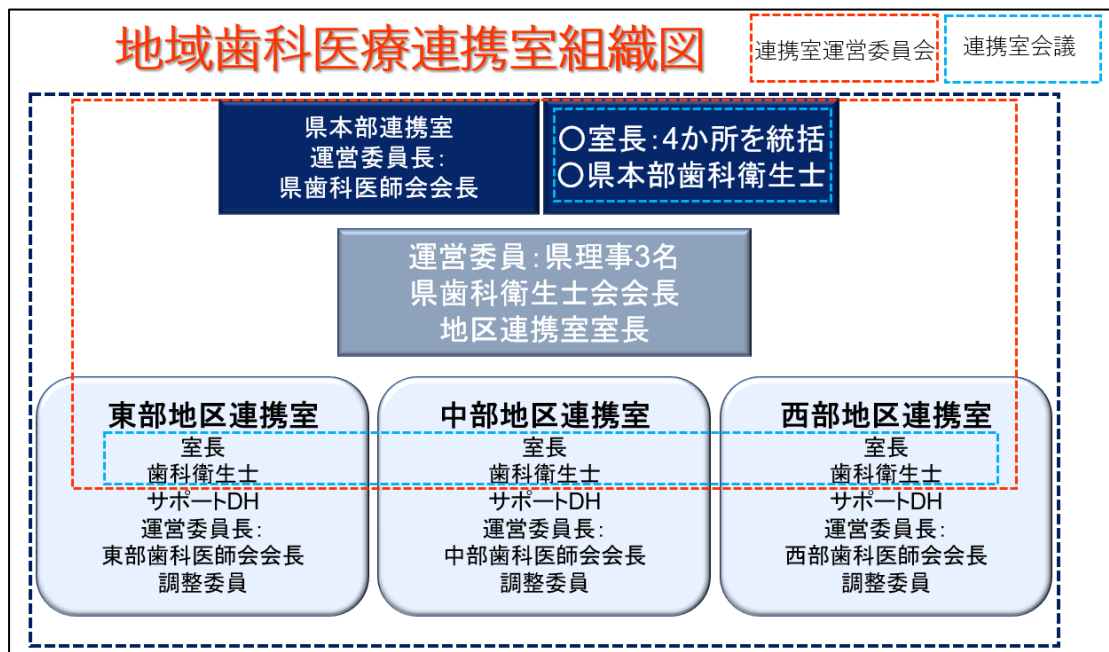 地域歯科医療連携室組織図
連携室運営委員会
連携室会議
県本部連携室
運営委員長:
県歯科医師会会長
〇室長:4か所を統括
〇県本部歯科衛生士
運営委員:県理事3名
県歯科衛生士会会長
地区連携室室長
東部地区連携室
室長
歯科衛生士
サポートDH
運営委員長:
東部歯科医師会会長
調整委員
中部地区連携室
室長
歯科衛生士
サポートDH
運営委員長:
中部歯科医師会会長
調整委員
西部地区連携室
室長
歯科衛生士
サポートDH
運営委員長:
西部歯科医師会会長
調整委員